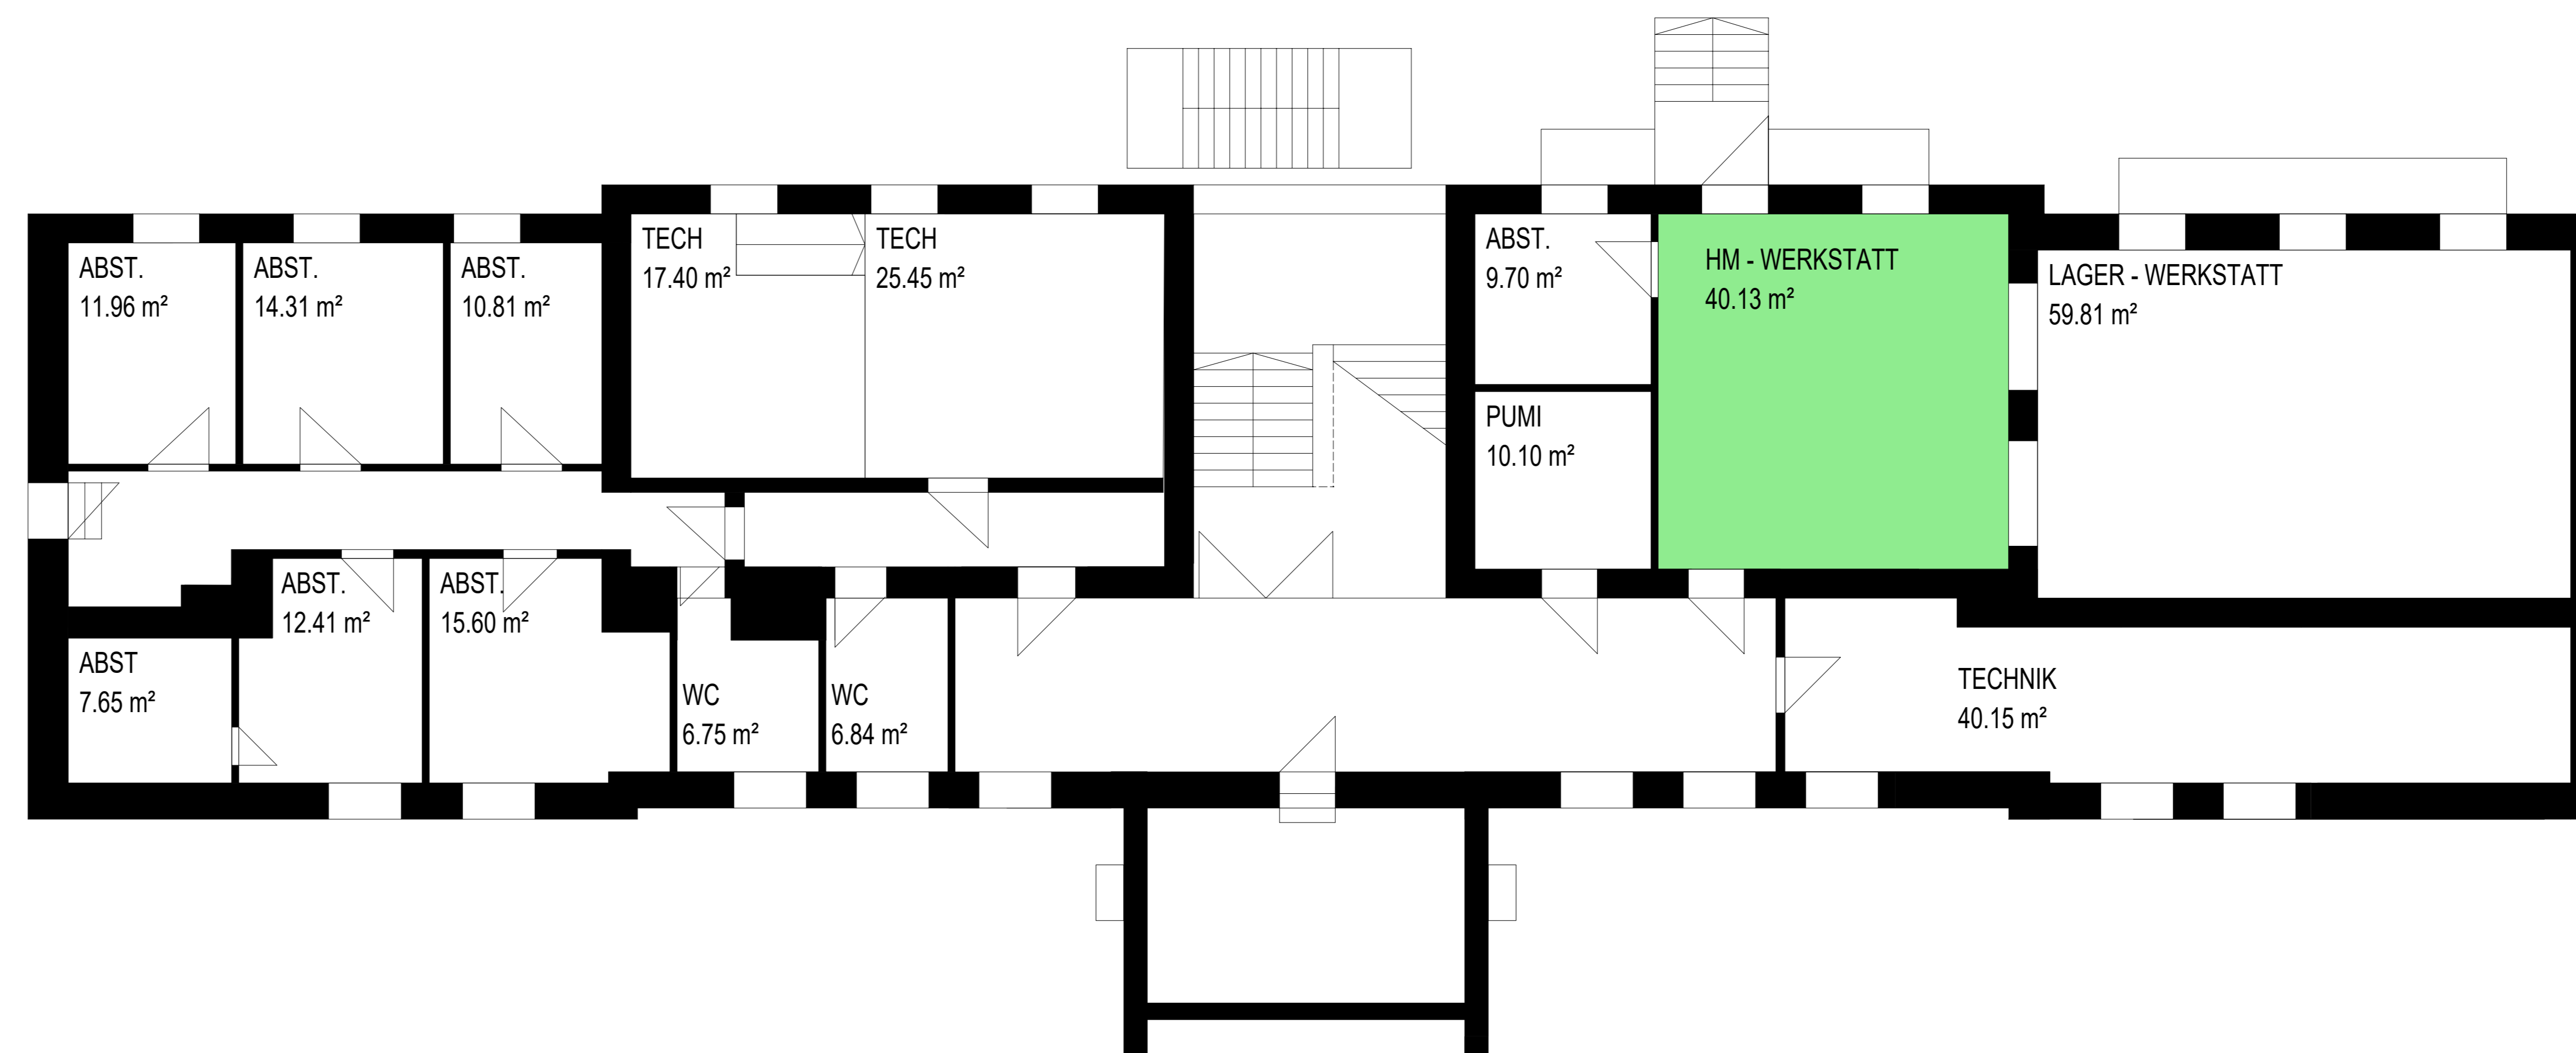 ABST.
11.96 m²
ABST.
14.31 m²
ABST.
10.81 m²
TECH
17.40 m²
TECH
25.45 m²
ABST.
9.70 m²
HM - WERKSTATT
40.13 m²
LAGER - WERKSTATT
59.81 m²
PUMI
10.10 m²
ABST.
12.41 m²
ABST.
15.60 m²
ABST
7.65 m²
WC
6.75 m²
WC
6.84 m²
TECHNIK
40.15 m²